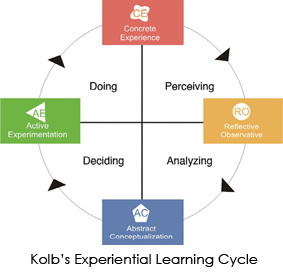 CE
Concrete
Experience
Doing
Perceiving
AE
Active
Experimentation
RO
Reflective
Observative
Deciding
Analyzing
AC
Abstract
Conceptualization
Kolb's Experiential Learning Cycle